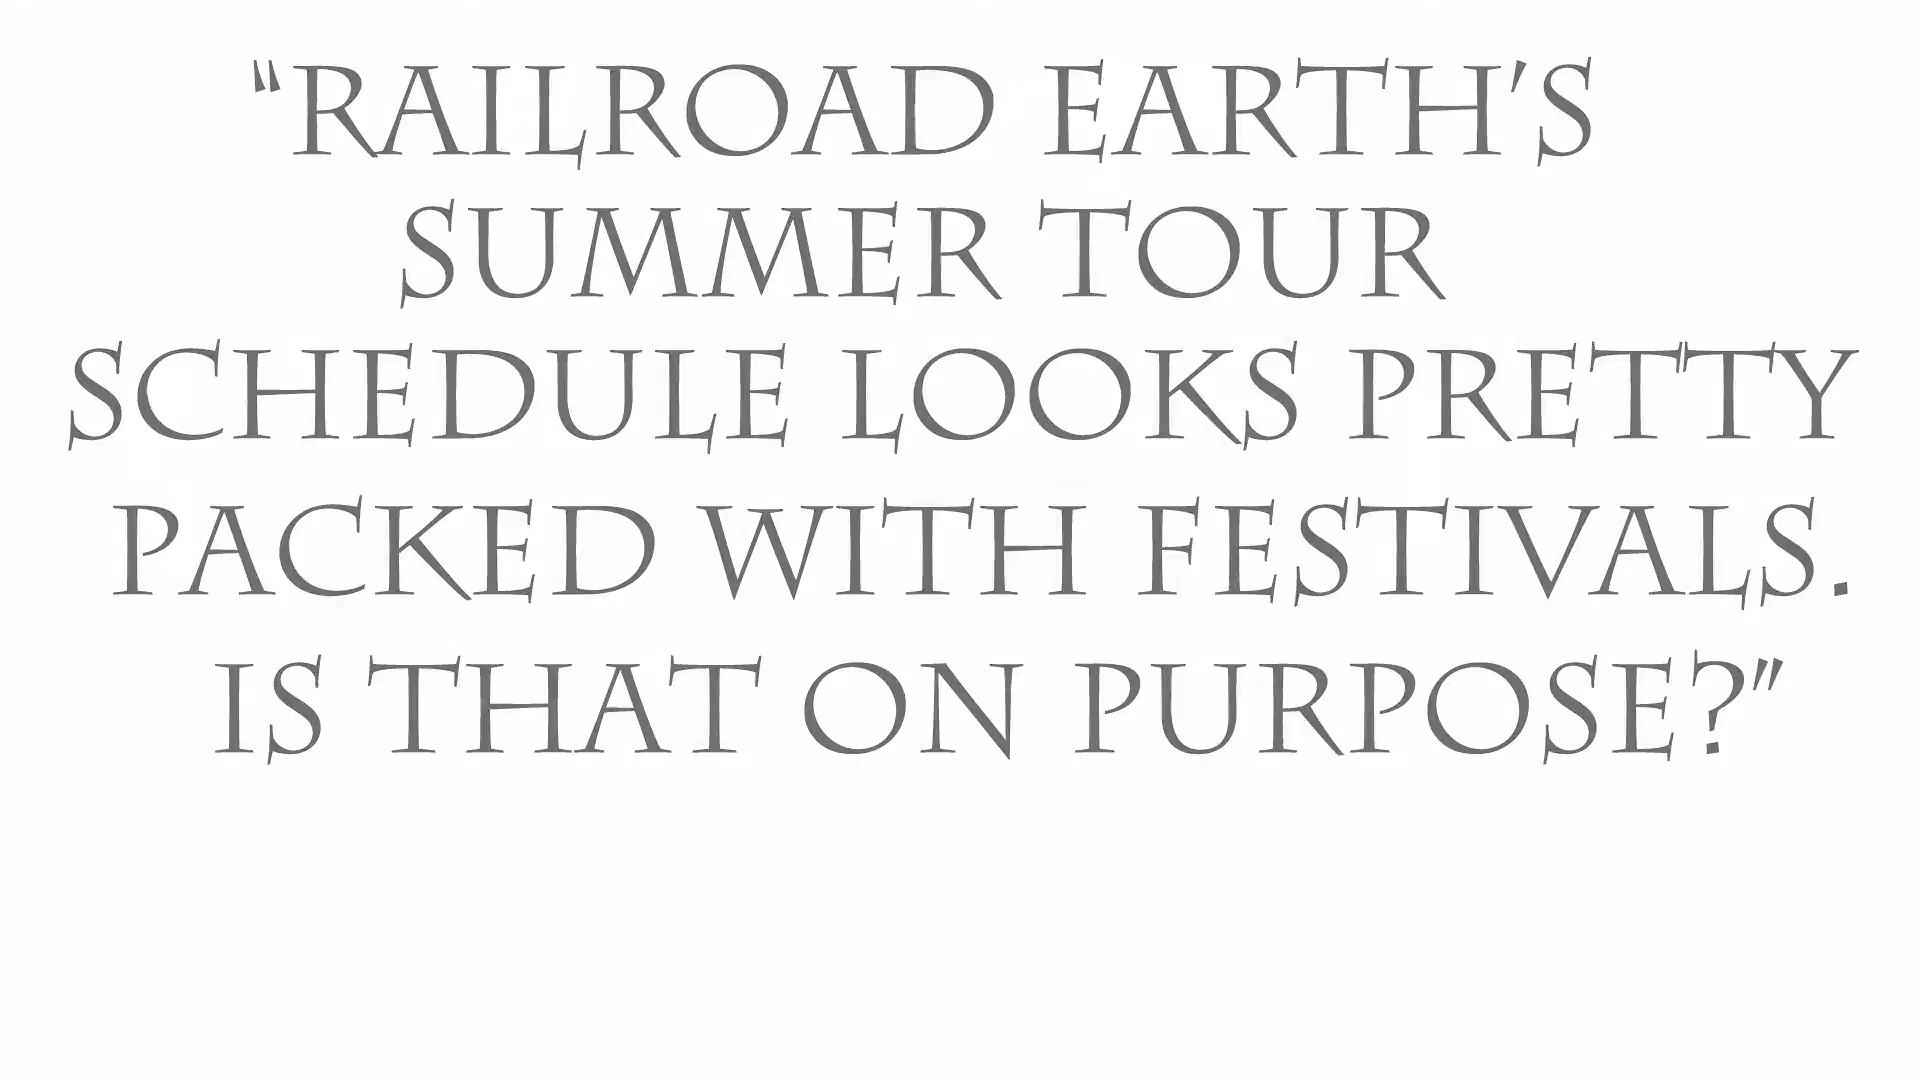 “RAILROAD EARTH’S
SUMMER TOUR
SCHEDULE LOOKS PRETTY
PACKED WITH FESTIVALS.
IS THAT ON PURPOSE?”